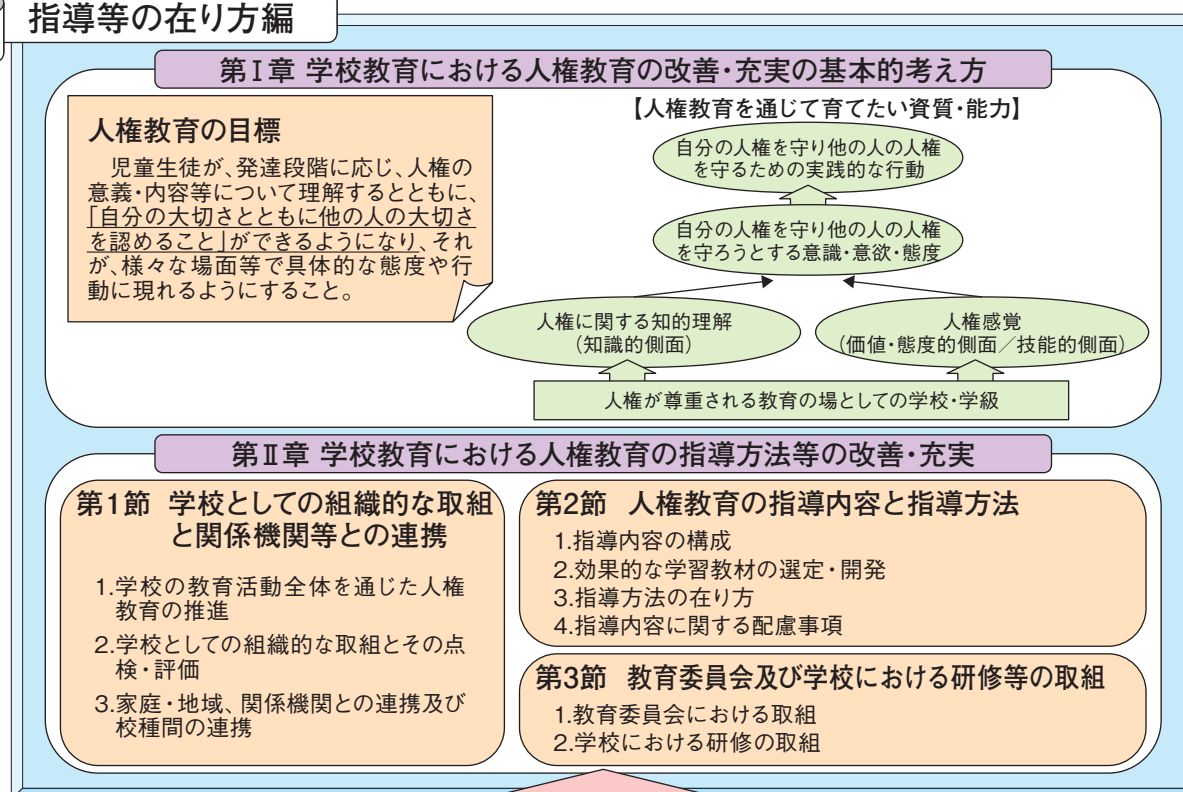 指導等の在り方編
第Ⅰ章 学校教育における人権教育の改善・充実の基本的考え方
人権教育の目標
児童生徒が、発達段階に応じ、人権の
意義・内容等について理解するとともに、
「自分の大切さとともに他の人の大切さ
を認めること」ができるようになり、それ
が、様々な場面等で具体的な態度や行
動に現れるようにすること。
【人権教育を通じて育てたい資質・能力】
自分の人権を守り他の人の人権
を守るための実践的な行動
自分の人権を守り他の人の人権
を守ろうとする意識・意欲・態度
人権に関する知的理解
（知識的側面）
人権感覚
（価値・態度的側面／技能的側面）
人権が尊重される教育の場としての学校・学級
第Ⅱ章 学校教育における人権教育の指導方法等の改善・充実
第1節 学校としての組織的な取組
と関係機関等との連携
1.学校の教育活動全体を通じた人権
教育の推進
2.学校としての組織的な取組とその点
検・評価
3.家庭・地域、関係機関との連携及び
校種間の連携
第2節 人権教育の指導内容と指導方法
1.指導内容の構成
2.効果的な学習教材の選定・開発
3.指導方法の在り方
4.指導内容に関する配慮事項
第3節 教育委員会及び学校における研修等の取組
1.教育委員会における取組
2.学校における研修の取組